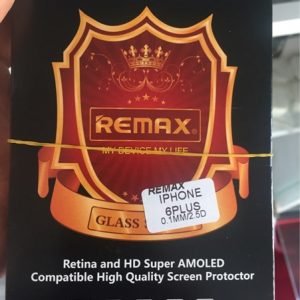 REMAX
MY DEVICE MY LIFE
GLASS
REMAX
IPHONE
6PLUS
0.1MM/2.5D
Retina and HD Super AMOLED
Compatible High Quality Screen Protoctor